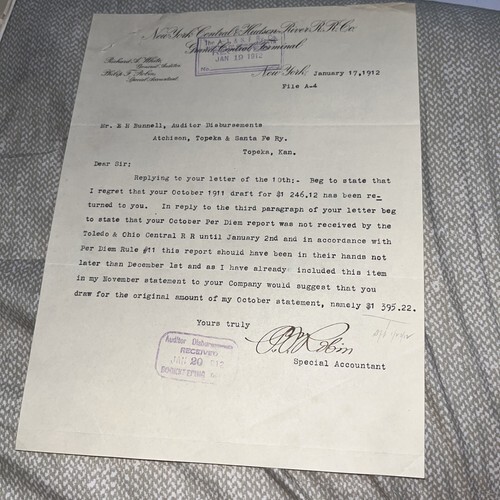 New York Central & Hudson River R.R. Co.
Grand Central Terminal
Richard A. White
General Auditor
Special Accountant
JAN 19 1912
New York January 17, 1912
File A-4
Mr. E H Bunnell, Auditor Disbursements
Atchison, Topeka & Santa Fe Ry.
Topeka, Kan.
Dear Sir:
Replying to your letter of the 10th;- Beg to state that
I regret that your October 1911 draft for $1 246.12 has been re-
turned to you. In reply to the third paragraph of your letter beg
to state that your October Per Diem report was not received by the
Toledo & Ohio Central R R until January 2nd and in accordance with
Per Diem Rule #11 this report should have been in their hands not
later than December 1st and as I have already included this item
in my November statement to your Company would suggest that you
draw for the original amount of my October statement, namely $1 395.22.
Yours truly
Special Accountant
Auditor Disbursements
RECEIVED
JAN 20 1912
BOOKKEEPING